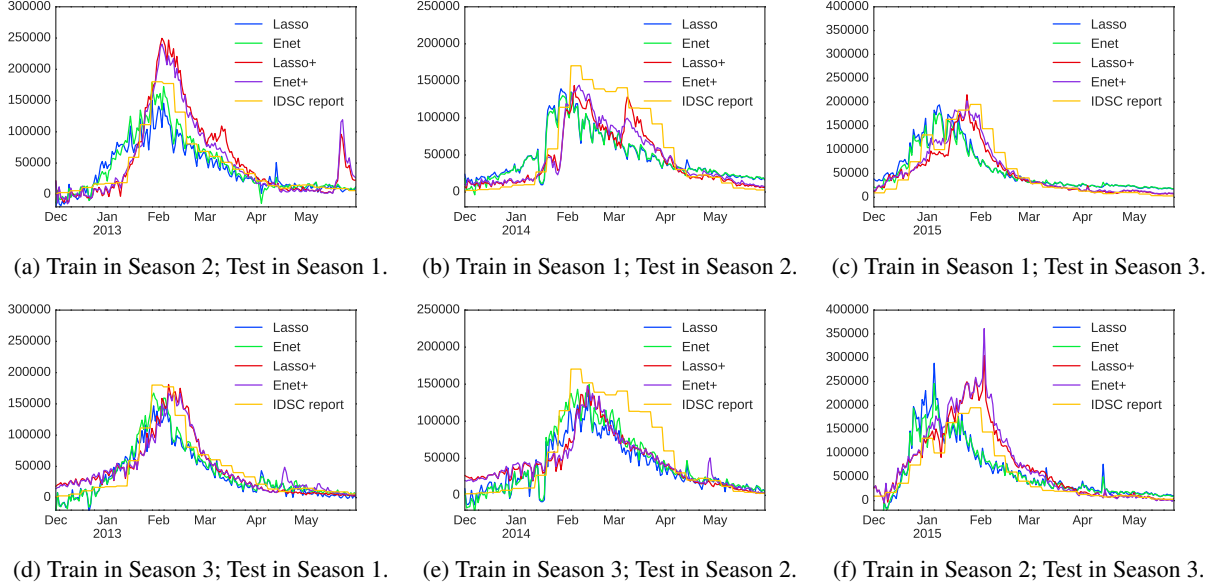 300000
250000
200000
150000
100000
50000
0
Dec
Jan
2013
Feb
Mar
Apr
May
Lasso
Enet
Lasso+
Enet+
IDSC report
(a) Train in Season 2; Test in Season 1.
250000
200000
150000
100000
50000
0
Dec
Jan
2014
Feb
Mar
Apr
May
Lasso
Enet
Lasso+
Enet+
IDSC report
(b) Train in Season 1; Test in Season 2.
400000
350000
300000
250000
200000
150000
100000
50000
0
Dec
Jan
2015
Feb
Mar
Apr
May
Lasso
Enet
Lasso+
Enet+
IDSC report
(c) Train in Season 1; Test in Season 3.
300000
250000
200000
150000
100000
50000
0
Dec
Jan
2013
Feb
Mar
Apr
May
Lasso
Enet
Lasso+
Enet+
IDSC report
(d) Train in Season 3; Test in Season 1.
250000
200000
150000
100000
50000
0
Dec
Jan
2014
Feb
Mar
Apr
May
Lasso
Enet
Lasso+
Enet+
IDSC report
(e) Train in Season 3; Test in Season 2.
400000
350000
300000
250000
200000
150000
100000
50000
0
Dec
Jan
2015
Feb
Mar
Apr
May
Lasso
Enet
Lasso+
Enet+
IDSC report
(f) Train in Season 2; Test in Season 3.